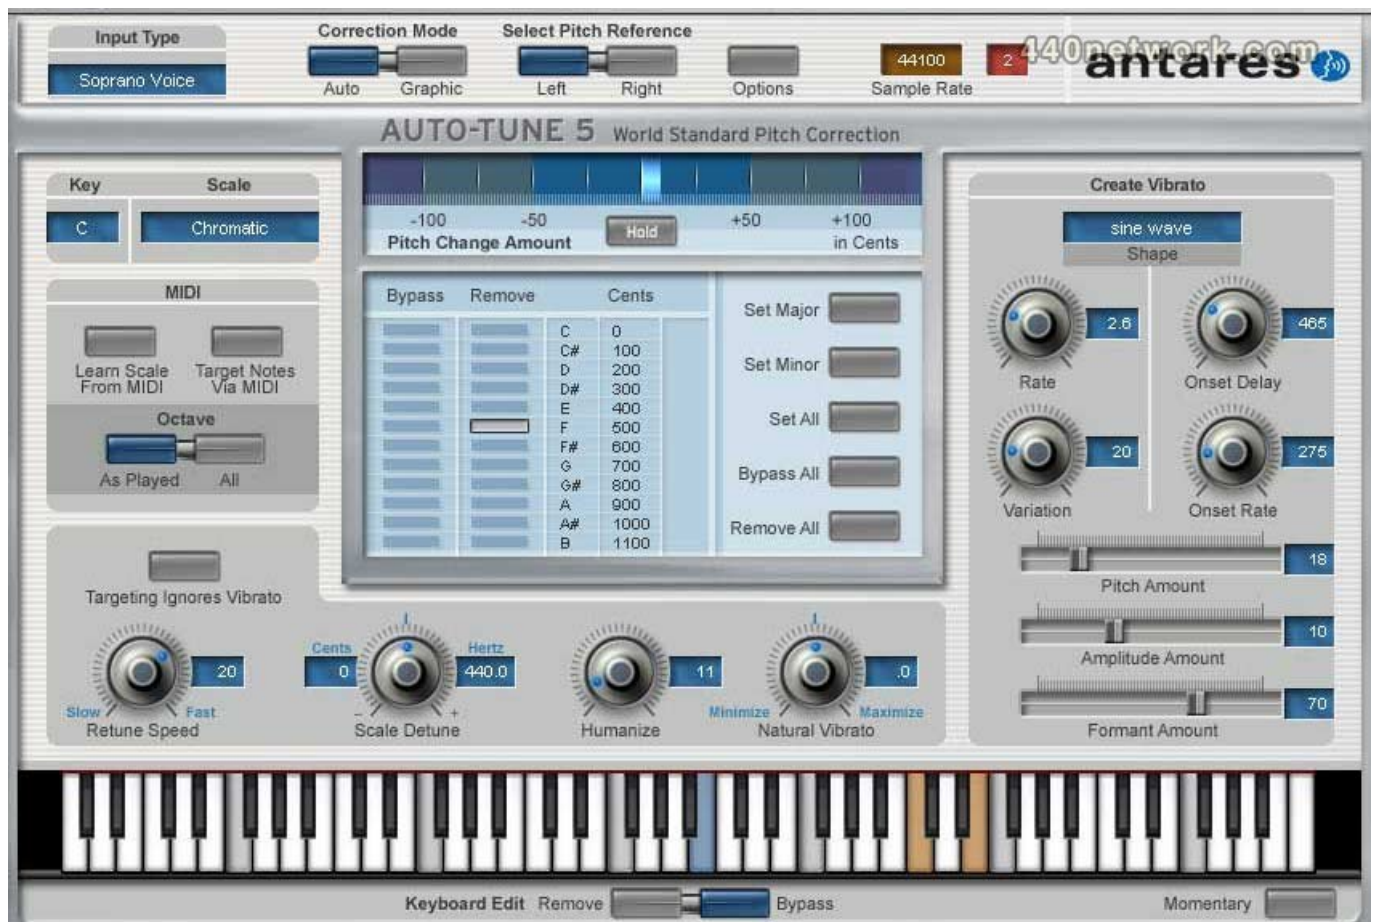 440network.com
Input Type
Soprano Voice
Correction Mode
Auto Graphic
Select Pitch Reference
Left Right
Options
44100
Sample Rate
2
antares
AUTO-TUNE 5 World Standard Pitch Correction
Key Scale
C Chromatic
MIDI
Learn Scale
From MIDI
Target Notes
Via MIDI
Octave
As Played All
-100 -50 +50 +100
Hold
Pitch Change Amount in Cents
Bypass Remove Cents
C 0
C# 100
D 200
D# 300
E 400
F 500
F# 600
G 700
G# 800
A 900
A# 1000
B 1100
Set Major
Set Minor
Set All
Bypass All
Remove All
Create Vibrato
sine wave
Shape
2.6
Rate
465
Onset Delay
20
Variation
275
Onset Rate
18
Pitch Amount
10
Amplitude Amount
70
Formant Amount
Targeting Ignores Vibrato
20
Slow Fast
Retune Speed
Cents Hertz
0 440.0
- +
Scale Detune
11
Humanize
.0
Minimize Maximize
Natural Vibrato
Keyboard Edit Remove Bypass
Momentary